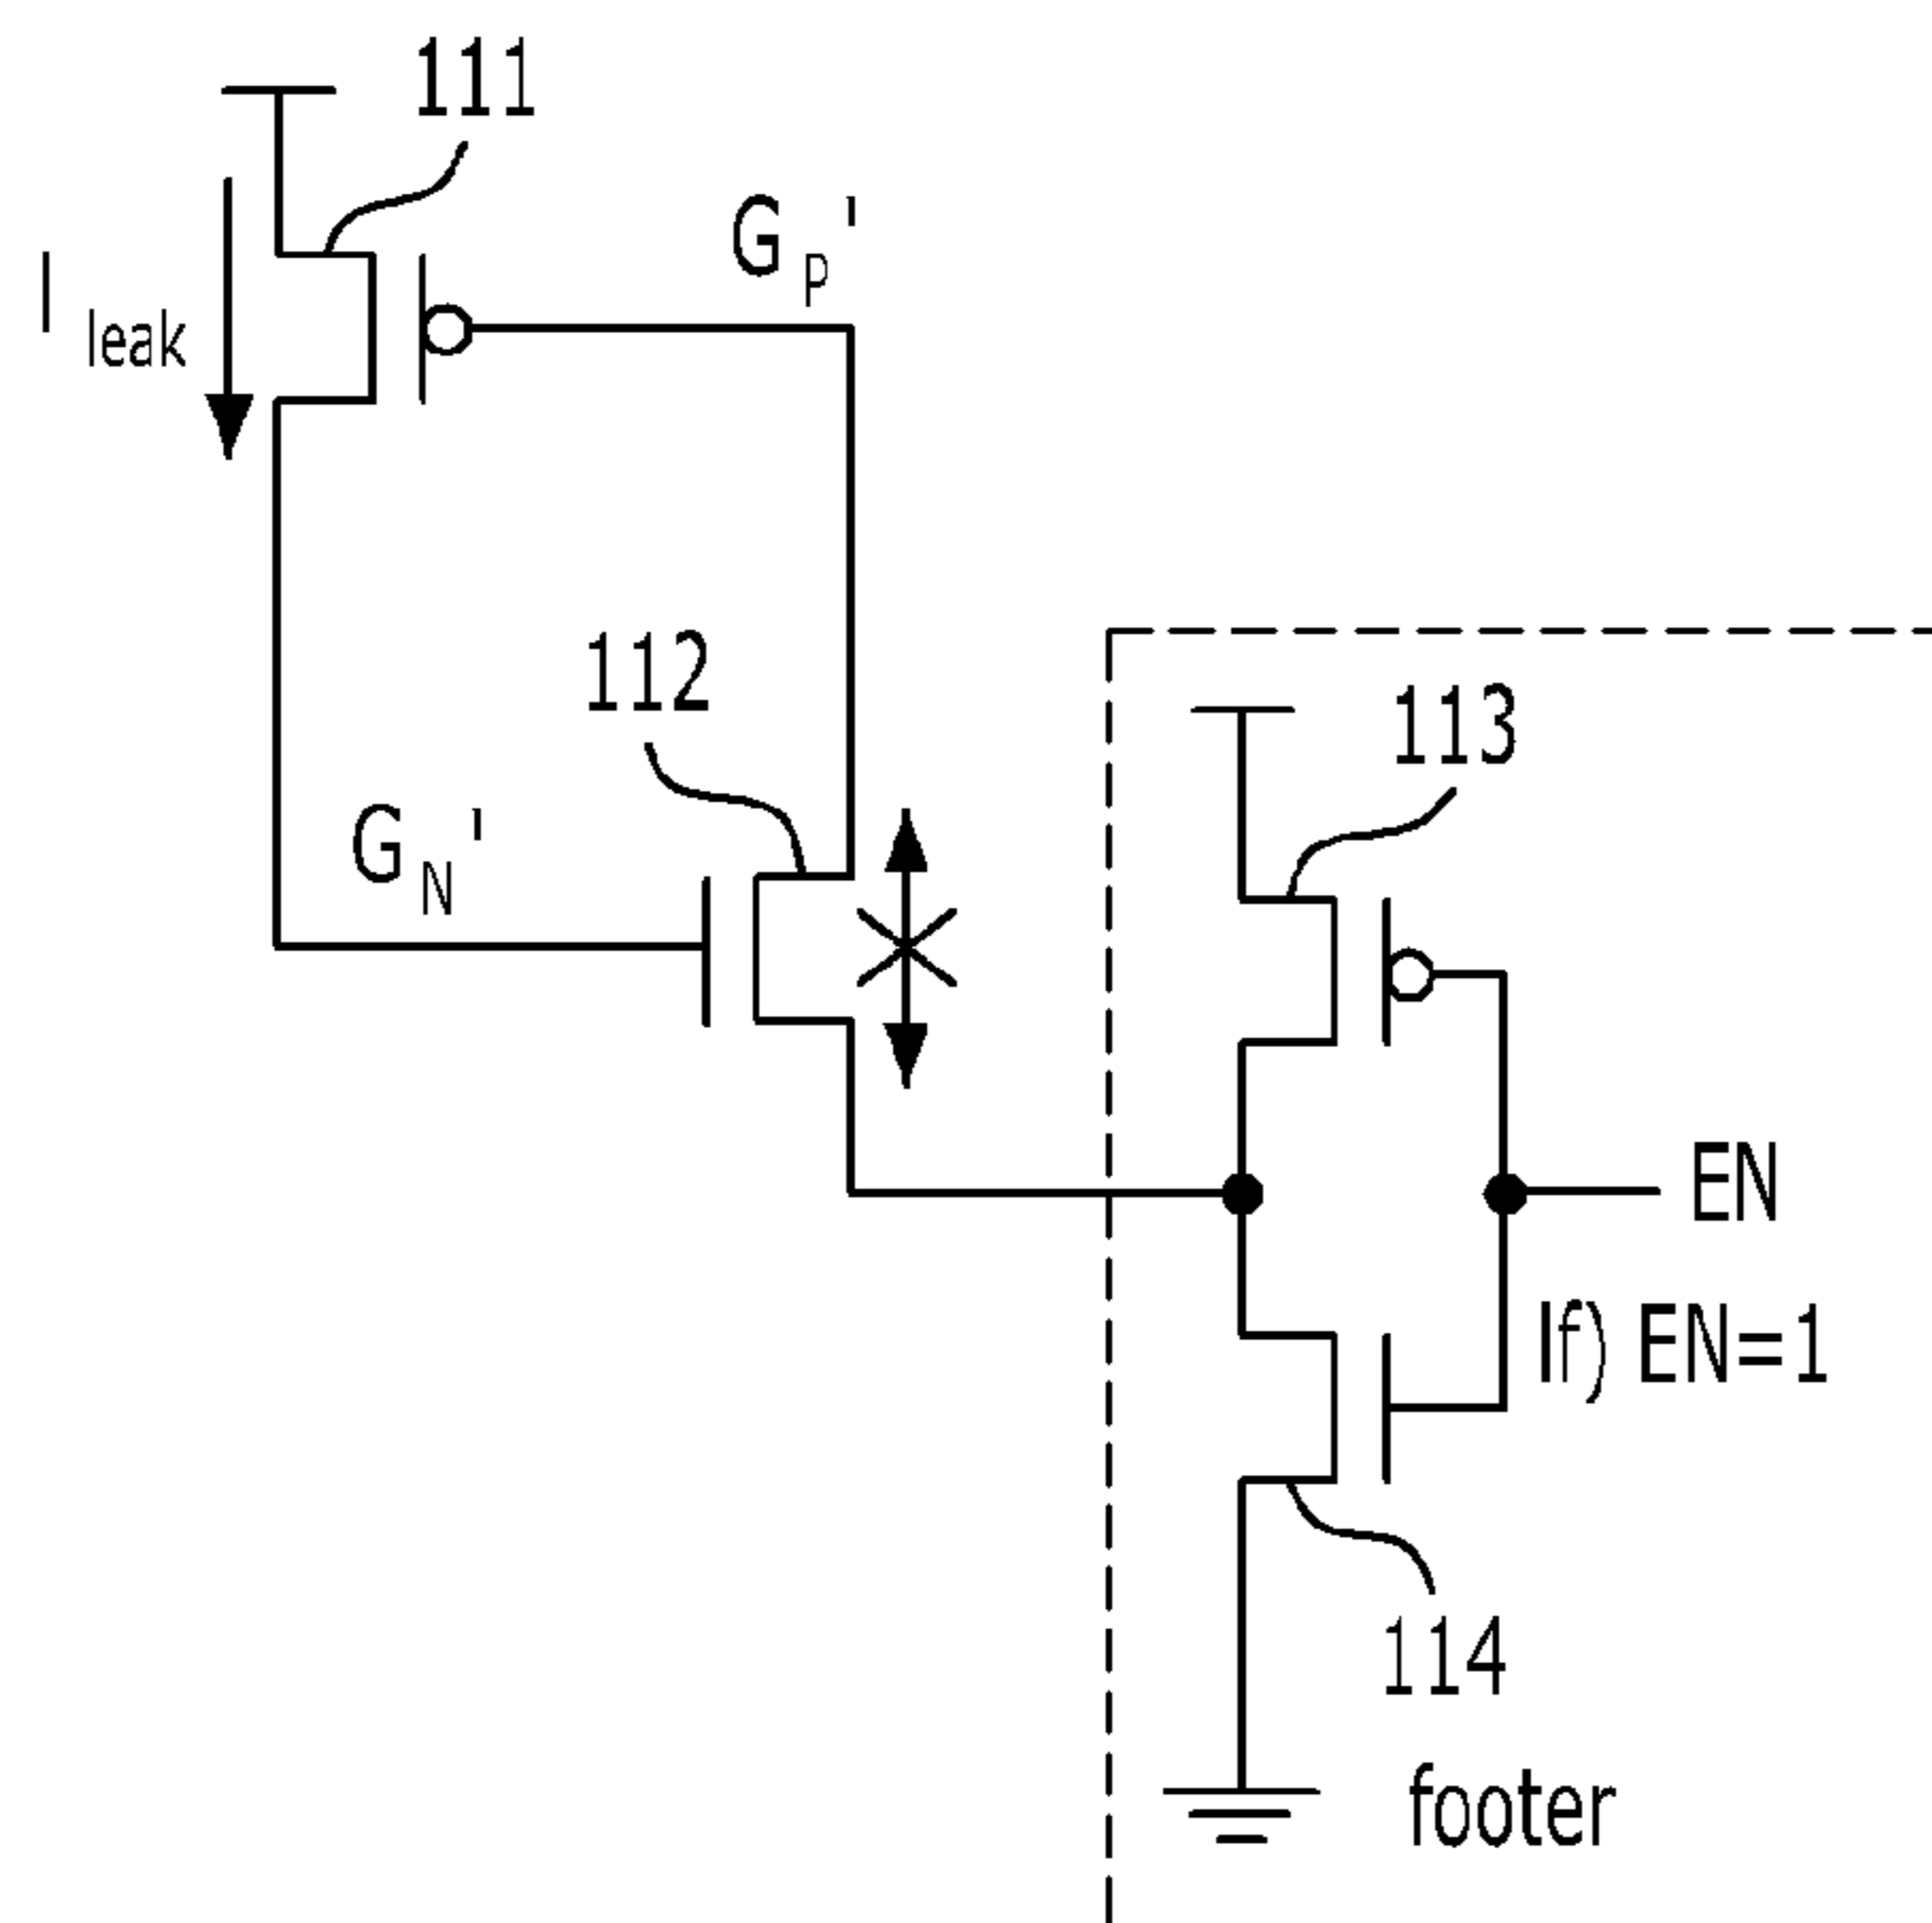 111
G P '
I leak
112
113
G N '
EN
If) EN=1
114
footer